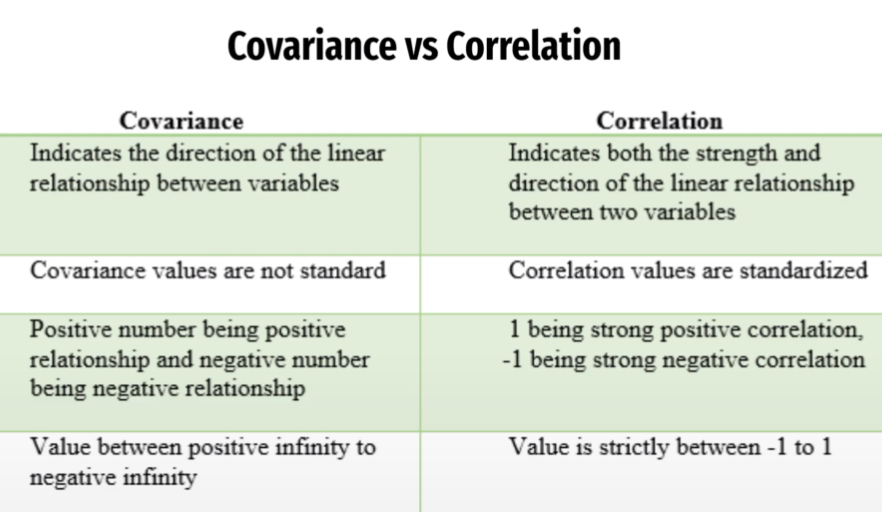 Covariance vs Correlation
Covariance
Correlation
Indicates the direction of the linear
relationship between variables
Indicates both the strength and
direction of the linear relationship
between two variables
Covariance values are not standard
Correlation values are standardized
Positive number being positive
relationship and negative number
being negative relationship
1 being strong positive correlation,
-1 being strong negative correlation
Value between positive infinity to
negative infinity
Value is strictly between -1 to 1